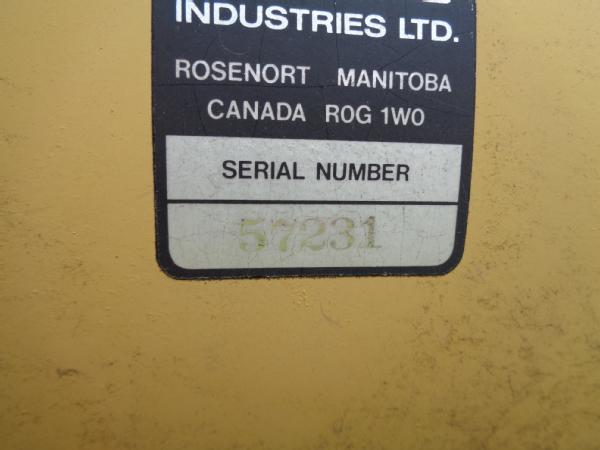 INDUSTRIES LTD.
ROSENORT MANITOBA
CANADA R0G 1W0
SERIAL NUMBER
57231